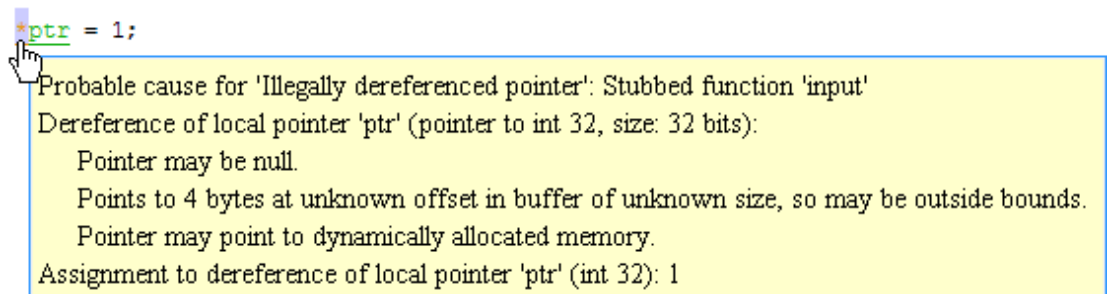 *ptr = 1;
Probable cause for 'Illegally dereferenced pointer': Stubbed function 'input'
Dereference of local pointer 'ptr' (pointer to int 32, size: 32 bits):
Pointer may be null.
Points to 4 bytes at unknown offset in buffer of unknown size, so may be outside bounds.
Pointer may point to dynamically allocated memory.
Assignment to dereference of local pointer 'ptr' (int 32): 1